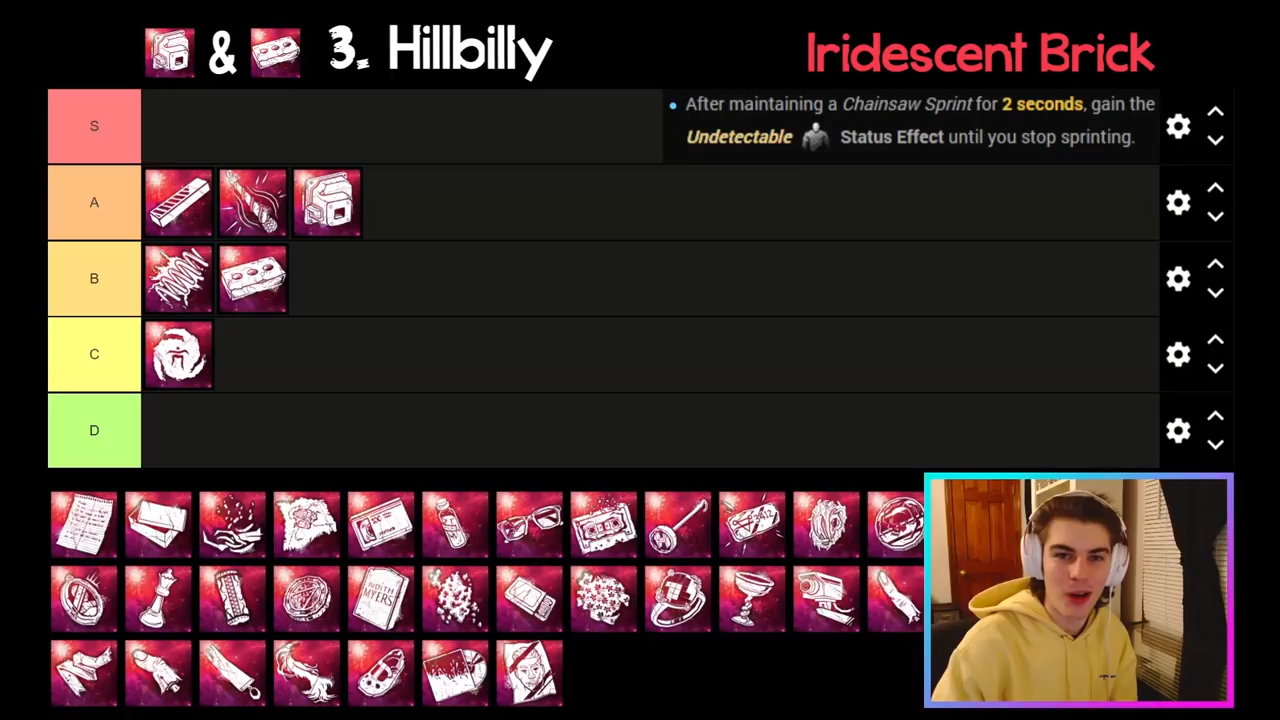 & 3. Hillbilly
Iridescent Brick
S
After maintaining a Chainsaw Sprint for 2 seconds, gain the
Undetectable Status Effect until you stop sprinting.
A
B
C
D
MYERS